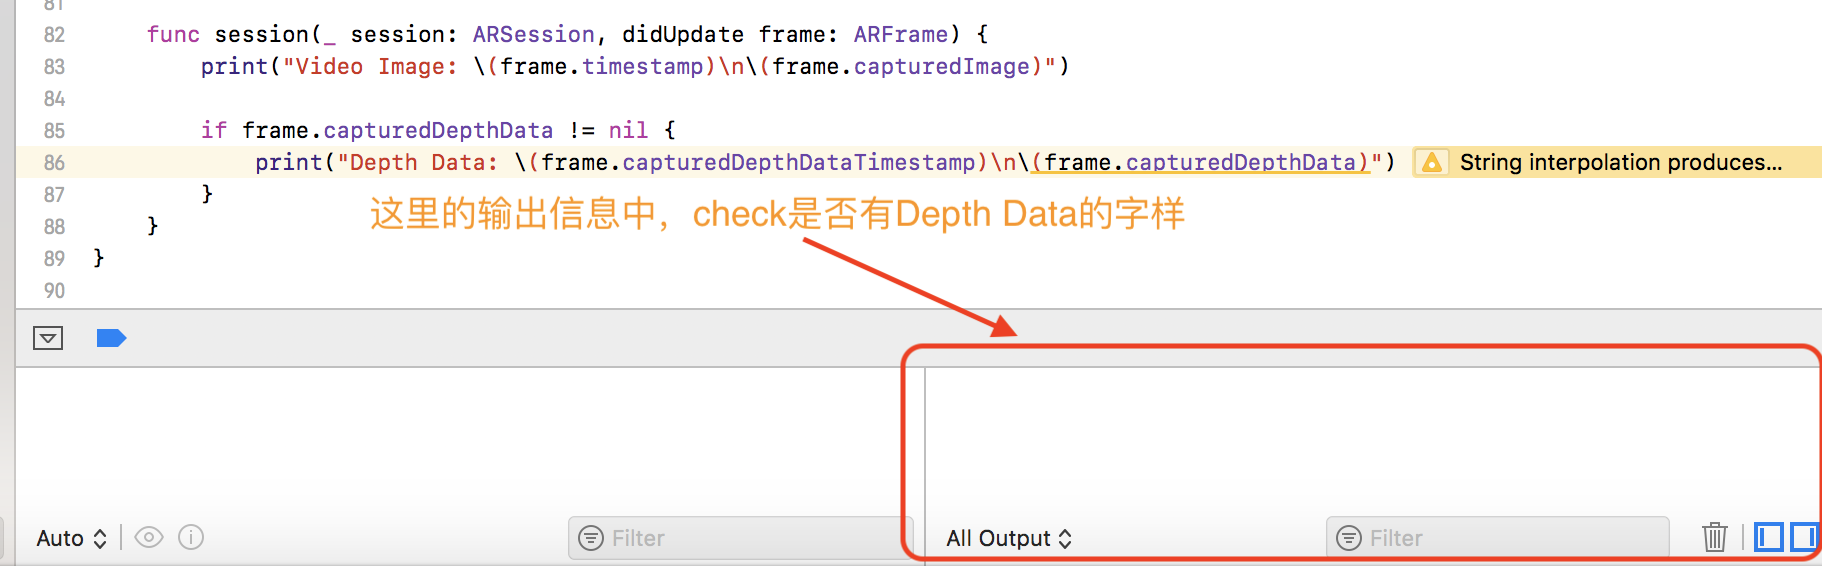 81
82 func session(_ session: ARSession, didUpdate frame: ARFrame) {
83 print("Video Image: \(frame.timestamp)\n\(frame.capturedImage)")
84
85 if frame.capturedDepthData != nil {
86 print("Depth Data: \(frame.capturedDepthDataTimestamp)\n\(frame.capturedDepthData)") String interpolation produces...
87 }
这里的输出信息中，check是否有Depth Data的字样
88 }
89 }
90
Auto Filter All Output Filter